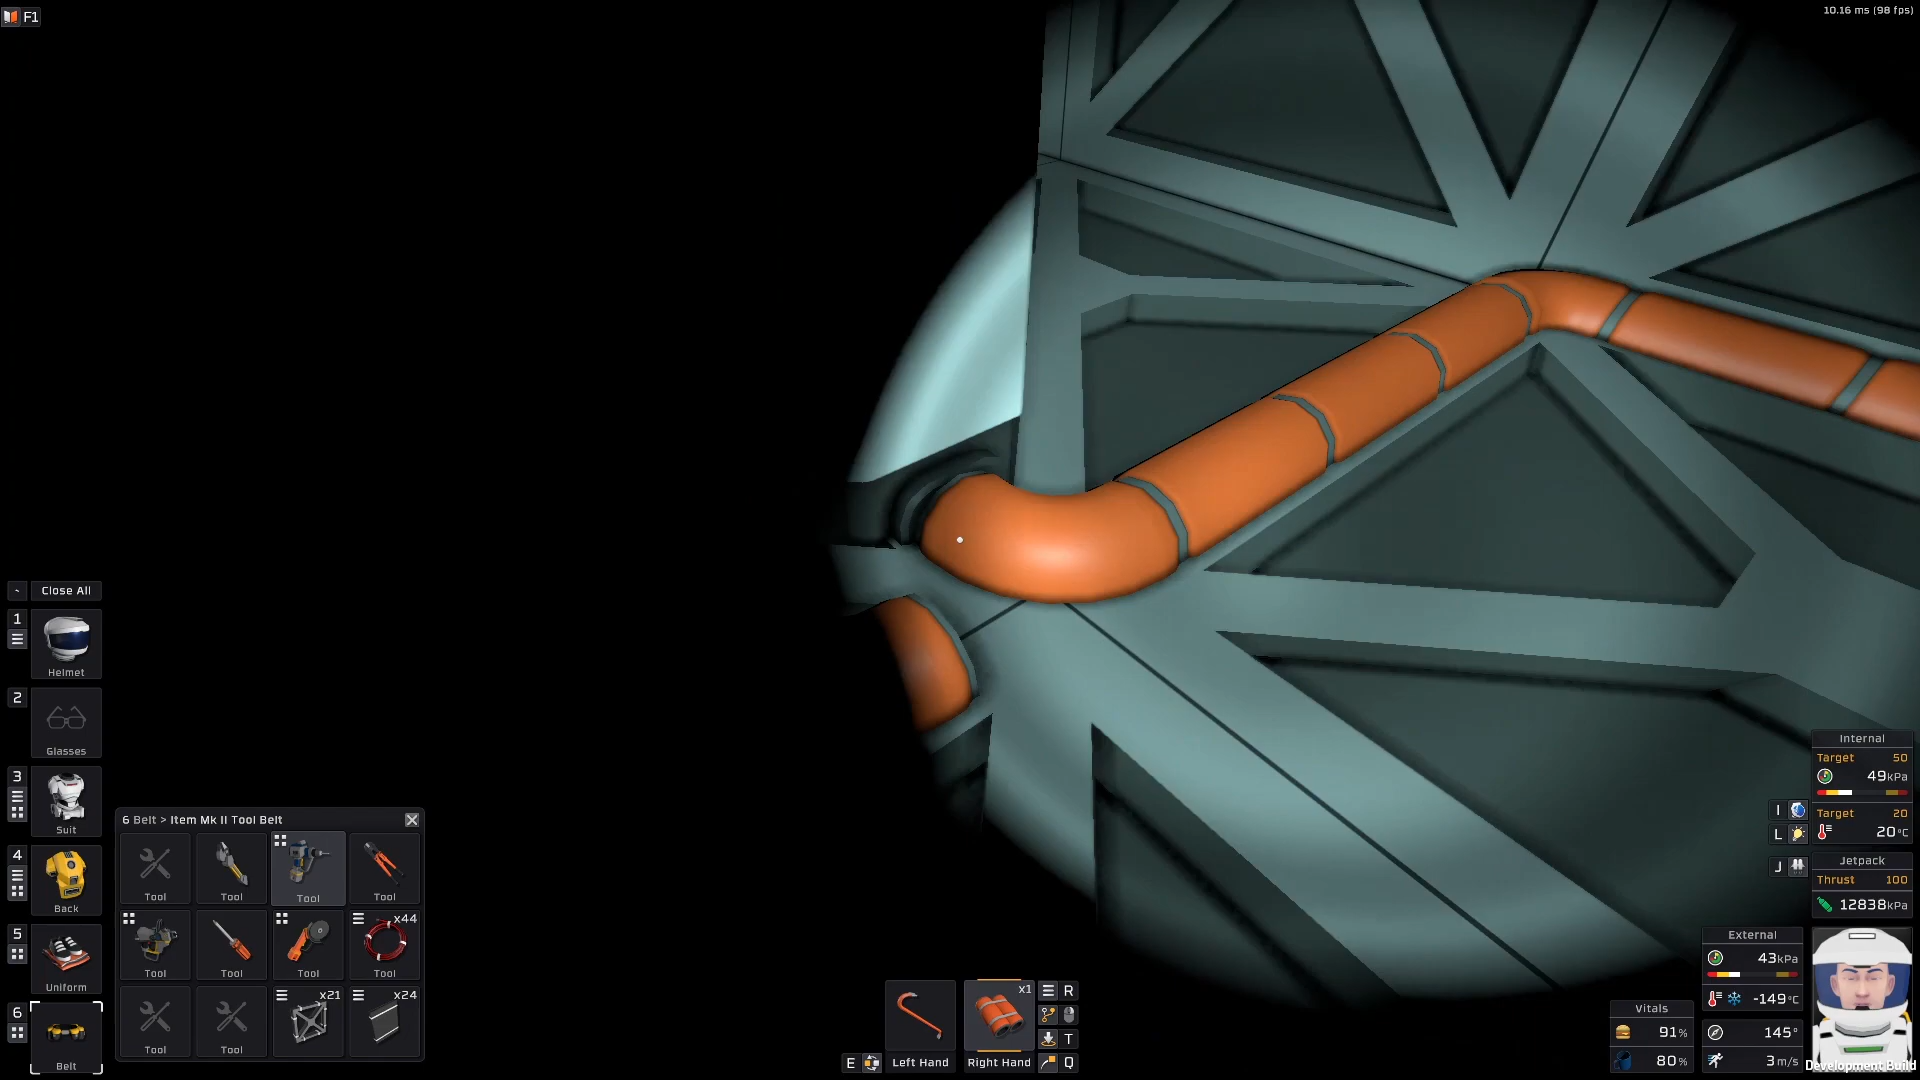 F1
10.16 ms (98 fps)
~ Close All
1
Helmet
2
Glasses
3
Suit
4
Back
5
Uniform
6
Belt
6 Belt > Item Mk II Tool Belt
Tool Tool Tool Tool
x44
Tool Tool Tool Tool
x21 x24
Tool Tool
x1
R
T
E Left Hand Right Hand Q
Internal
Target 50
49kPa
Target 20
20°C
I
L
J
Jetpack
Thrust 100
12838kPa
External
43kPa
-149°C
Vitals
91%
80%
145°
3m/s
Development Build